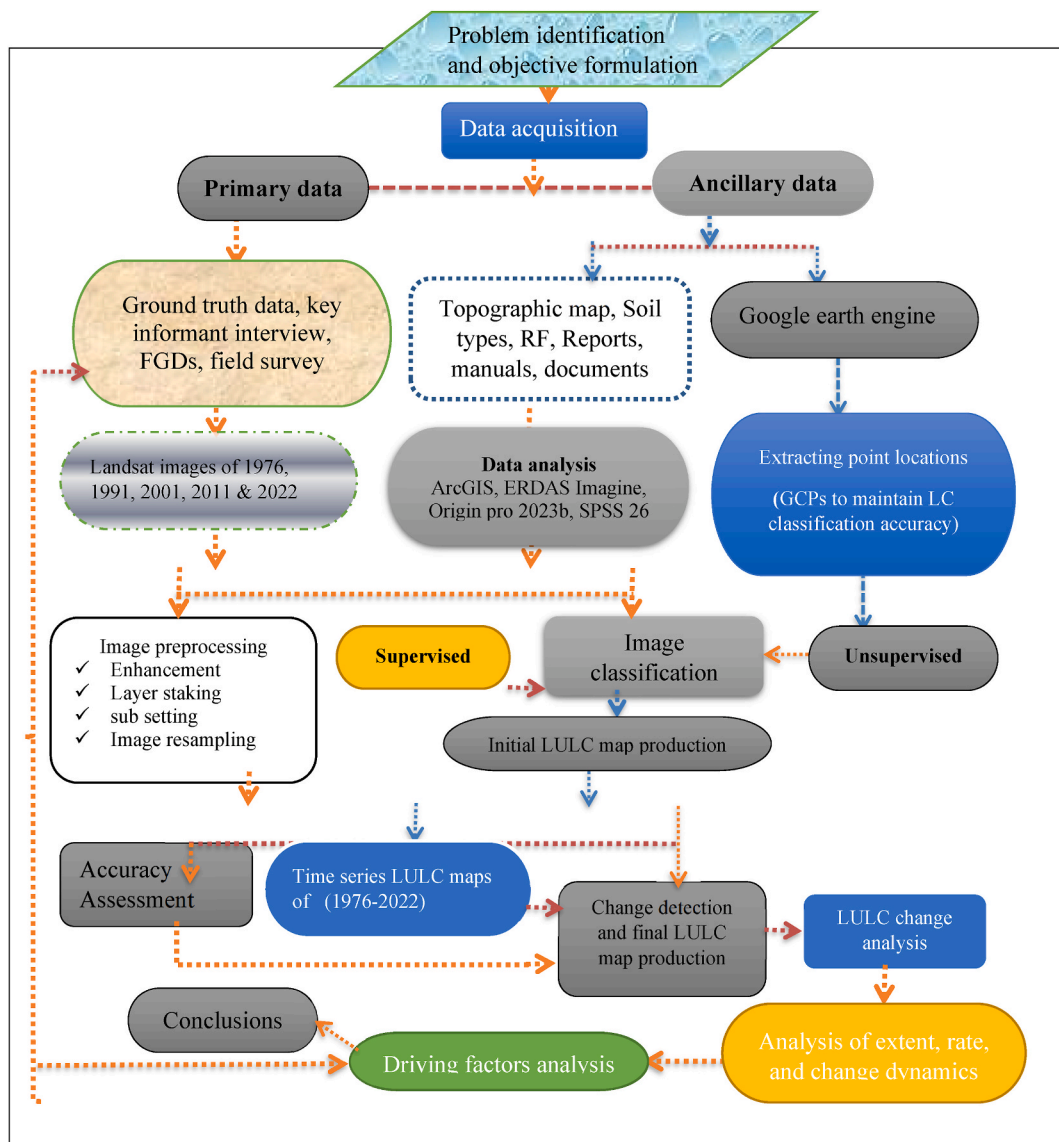 Problem identification
and objective formulation
Data acquisition
Primary data
Ancillary data
Ground truth data, key
informant interview,
FGDs, field survey
Topographic map, Soil
types, RF, Reports,
manuals, documents
Google earth engine
Landsat images of 1976,
1991, 2001, 2011 & 2022
Data analysis
ArcGIS, ERDAS Imagine,
Origin pro 2023b, SPSS 26
Extracting point locations
(GCPs to maintain LC
classification accuracy)
Image preprocessing
✓ Enhancement
✓ Layer staking
✓ sub setting
✓ Image resampling
Supervised
Image
classification
Unsupervised
Initial LULC map production
Accuracy
Assessment
Time series LULC maps
of (1976-2022)
Change detection
and final LULC
map production
LULC change
analysis
Conclusions
Driving factors analysis
Analysis of extent, rate,
and change dynamics